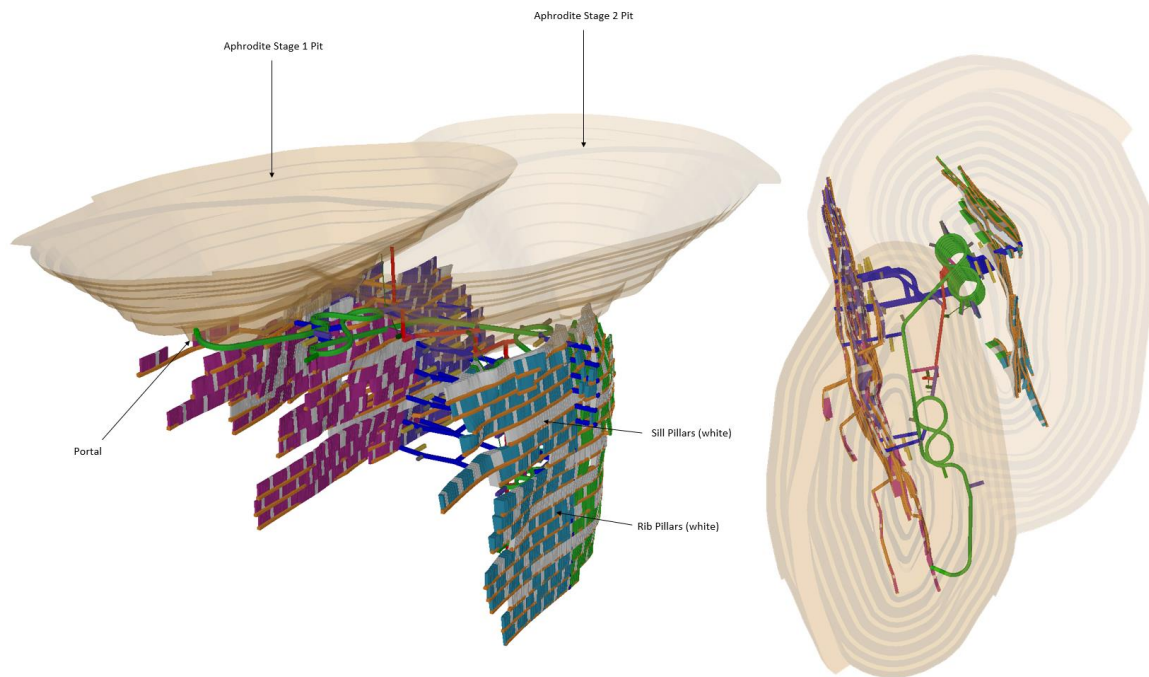 Aphrodite Stage 2 Pit
Aphrodite Stage 1 Pit
Sill Pillars (white)
Portal
Rib Pillars (white)